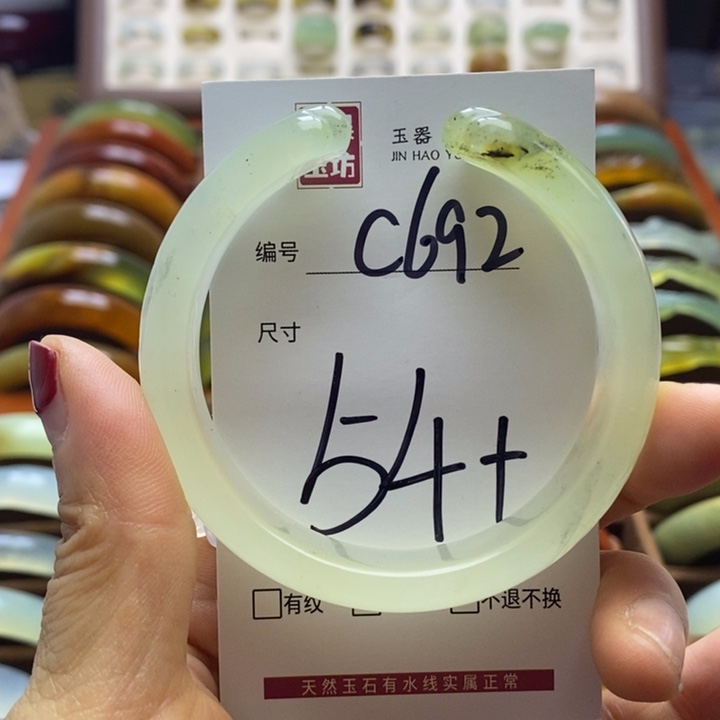 玉器
JIN HAO
编号 C692
尺寸
54+
有纹
不退不换
天然玉石有水线实属正常